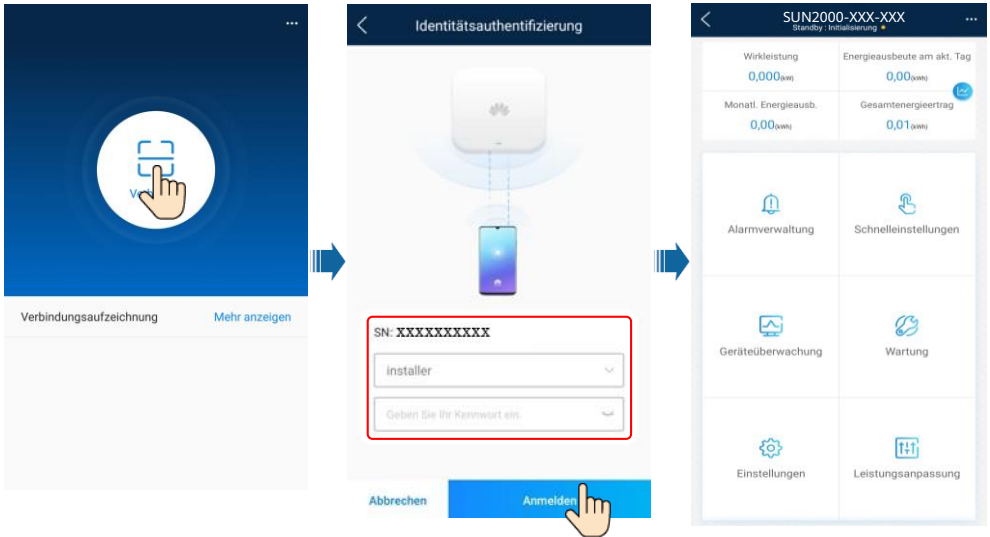 ...
Verbindungsaufzeichnung Mehr anzeigen
Identitätsauthentifizierung
SN: XXXXXXXXXX
installer
Geben Sie Ihr Kennwort ein.
Abbrechen Anmelden
SUN2000-XXX-XXX ...
Standby : Initialisierung
Wirkleistung Energieausbeute am akt. Tag
0,000(kW) 0,00(kWh)
Monatl. Energieausb. Gesamtenergieertrag
0,00(kWh) 0,01(kWh)
Alarmverwaltung Schnelleinstellungen
Geräteüberwachung Wartung
Einstellungen Leistungsanpassung